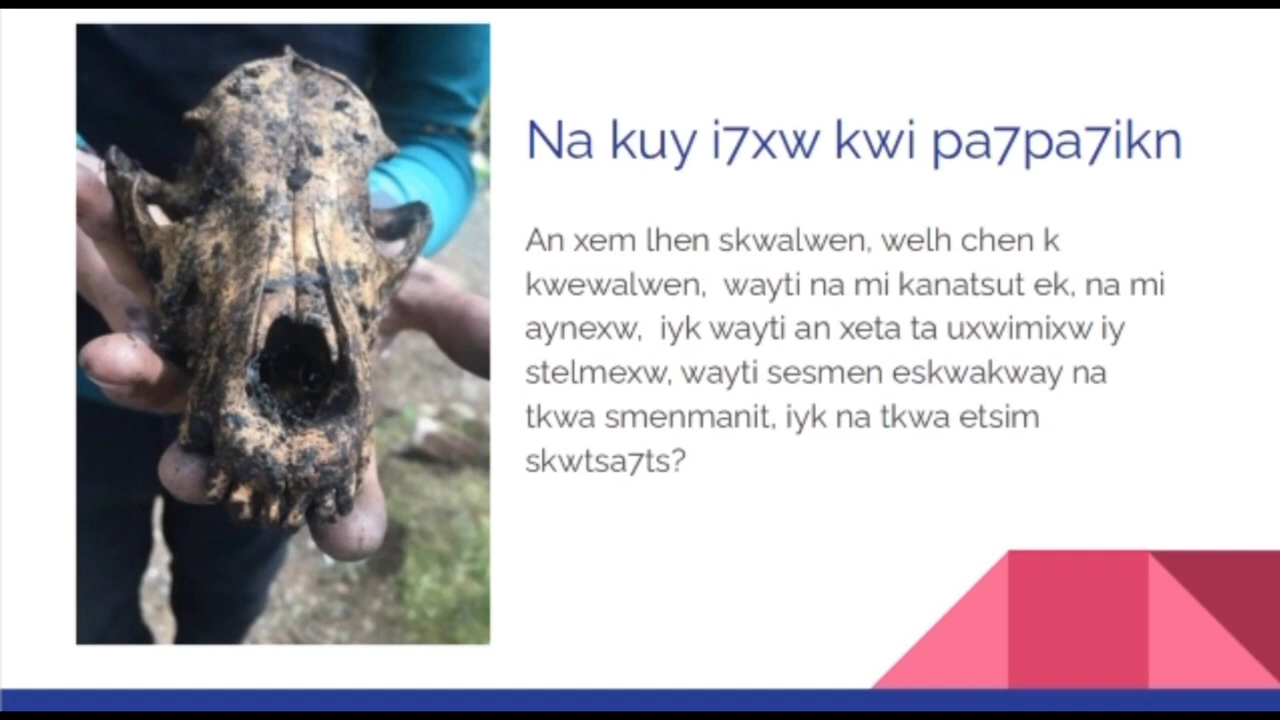 Na kuy i7xw kwi pa7pa7ikn
An xem lhen skwalwen, welh chen k
kwewalwen,  wayti na mi kanatsut ek, na mi
aynexw,  iyk wayti an xeta ta uxwimixw iy
stelmexw, wayti sesmen eskwakway na
tkwa smenmanit, iyk na tkwa etsim
skwtsa7ts?